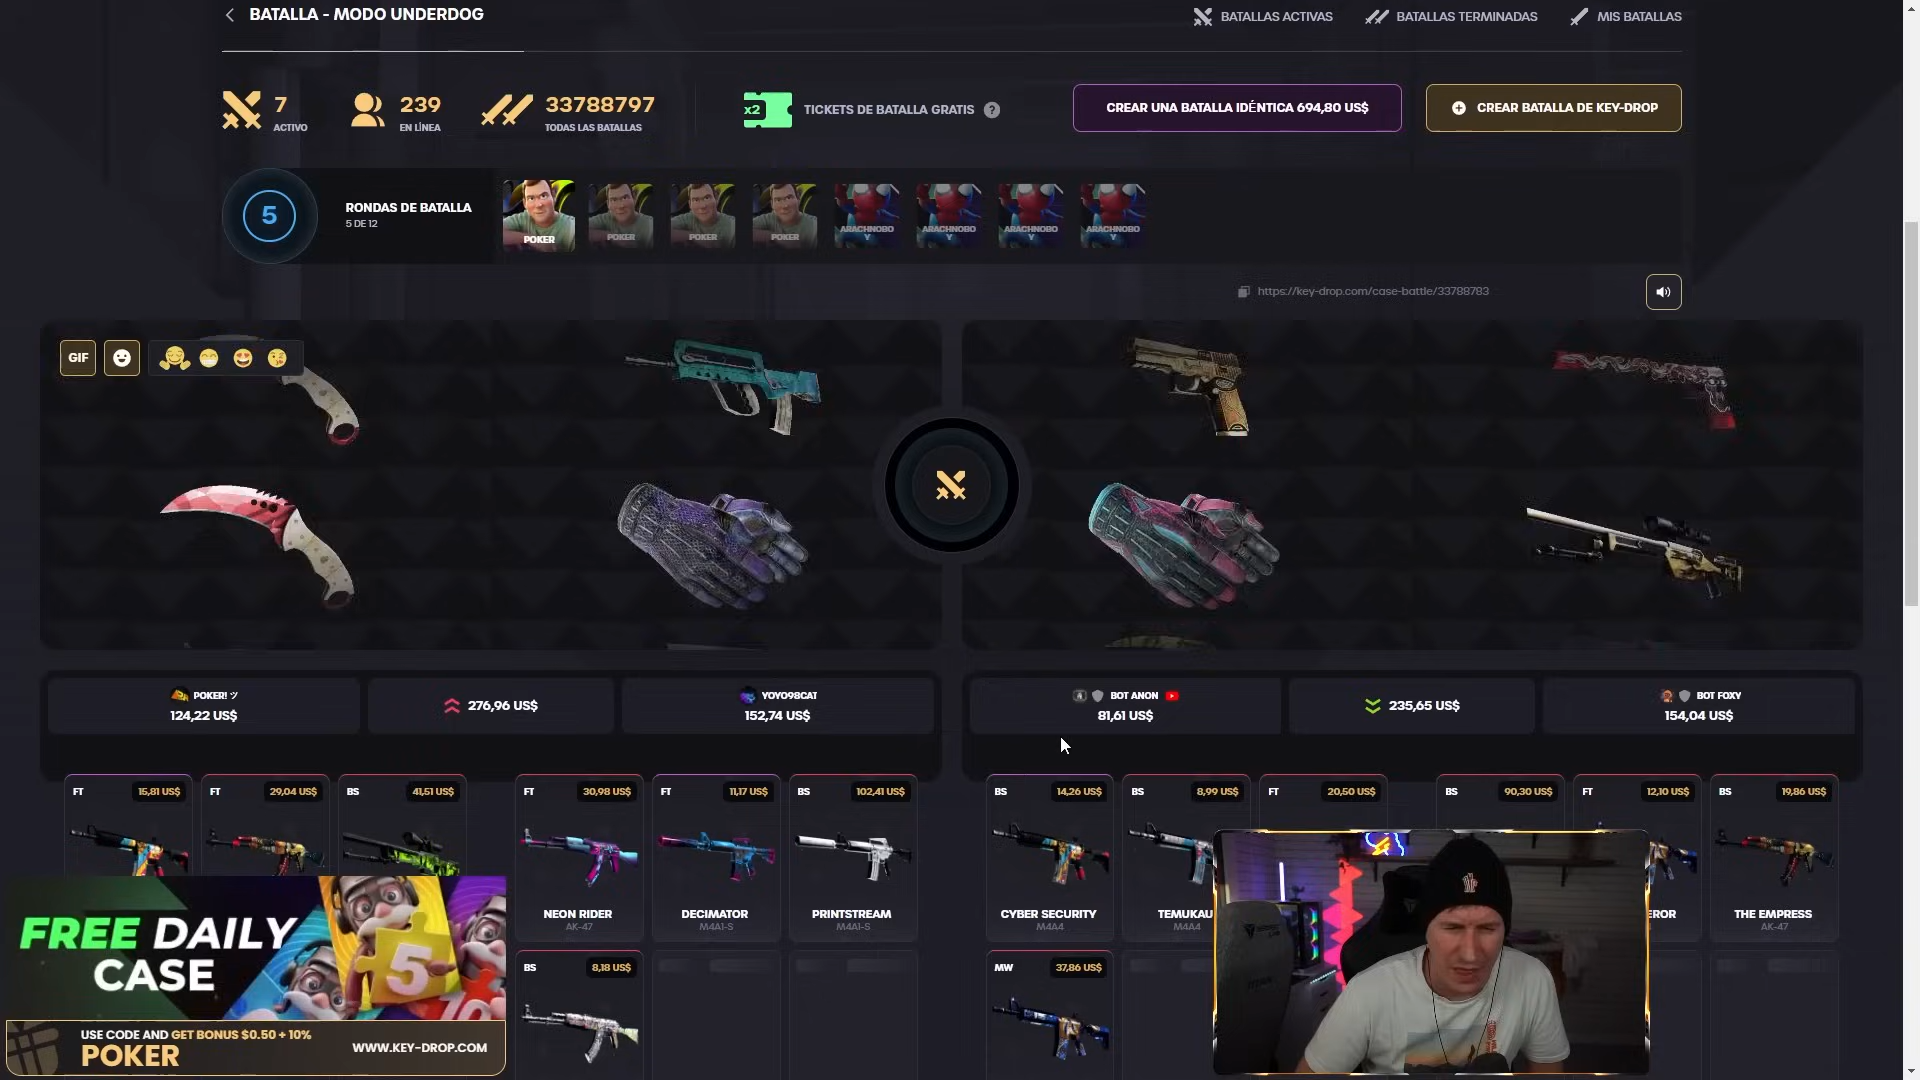 BATALLA - MODO UNDERDOG
BATALLAS ACTIVAS
BATALLAS TERMINADAS
MIS BATALLAS
7
ACTIVO
239
EN LÍNEA
33788797
TODAS LAS BATALLAS
x2
TICKETS DE BATALLA GRATIS ?
CREAR UNA BATALLA IDÉNTICA 694,80 US$
CREAR BATALLA DE KEY-DROP
5
RONDAS DE BATALLA
5 DE 12
POKER
POKER
POKER
POKER
ARACHNOBO
Y
ARACHNOBO
Y
ARACHNOBO
Y
ARACHNOBO
Y
https://key-drop.com/case-battle/33788783
GIF
POKER! ツ
124,22 US$
276,96 US$
YOYO98CAT
152,74 US$
BOT ANON
81,61 US$
235,65 US$
BOT FOXY
154,04 US$
FT 15,81 US$
FT 29,04 US$
BS 41,51 US$
FT 30,98 US$
NEON RIDER
AK-47
FT 11,17 US$
DECIMATOR
M4A1-S
BS 102,41 US$
PRINTSTREAM
M4A1-S
BS 14,26 US$
CYBER SECURITY
M4A4
BS 8,99 US$
TEMUKAU
M4A4
FT 20,50 US$
BS 90,30 US$
FT 12,10 US$
EROR
BS 19,86 US$
THE EMPRESS
AK-47
BS 8,18 US$
MW 37,86 US$
FREE DAILY
CASE
5
USE CODE AND GET BONUS $0.50 + 10%
POKER
WWW.KEY-DROP.COM